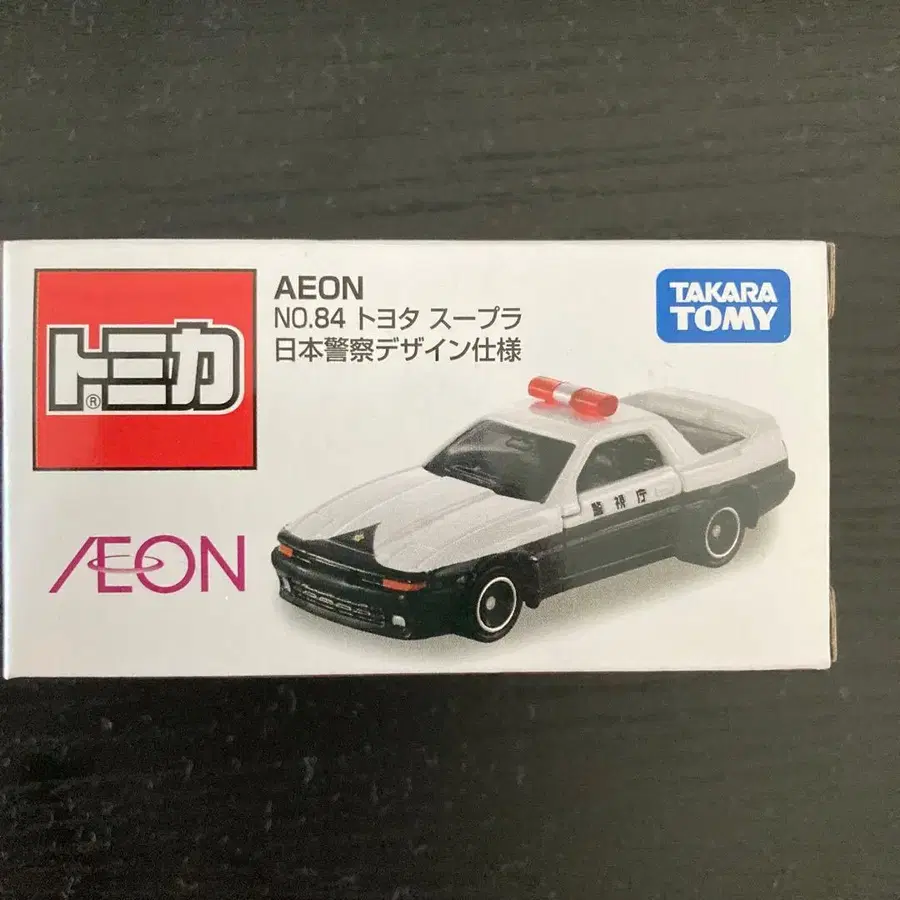 AEON
NO.84 トヨタ スープラ
日本警察デザイン仕様
TAKARA
TOMY
トミカ
®
警視庁
ÆON